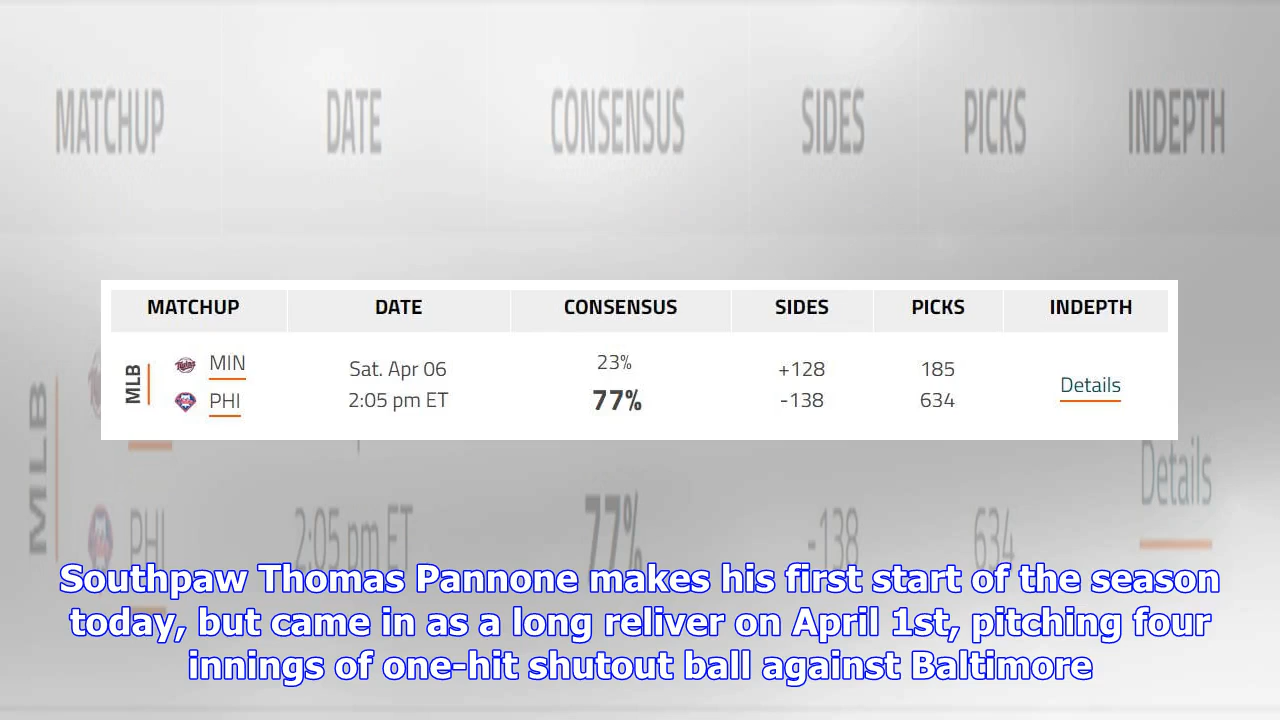 MATCHUP DATE CONSENSUS SIDES PICKS INDEPTH
MATCHUP DATE CONSENSUS SIDES PICKS INDEPTH
MLB
MIN Sat. Apr 06 23% +128 185
PHI 2:05 pm ET 77% -138 634
Details
MLB
Details
PHI 2:05 pm ET 77% -138 634
Southpaw Thomas Pannone makes his first start of the season
today, but came in as a long reliver on April 1st, pitching four
innings of one-hit shutout ball against Baltimore